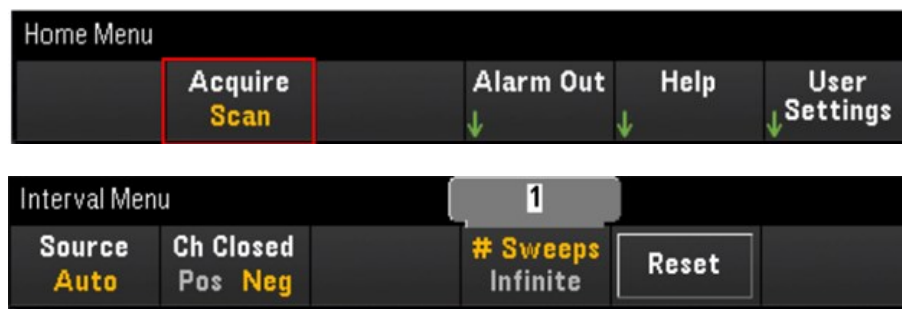 Home Menu
Acquire Alarm Out Help User
Scan Settings
Interval Menu 1
Source Ch Closed # Sweeps Reset
Auto Pos Neg Infinite